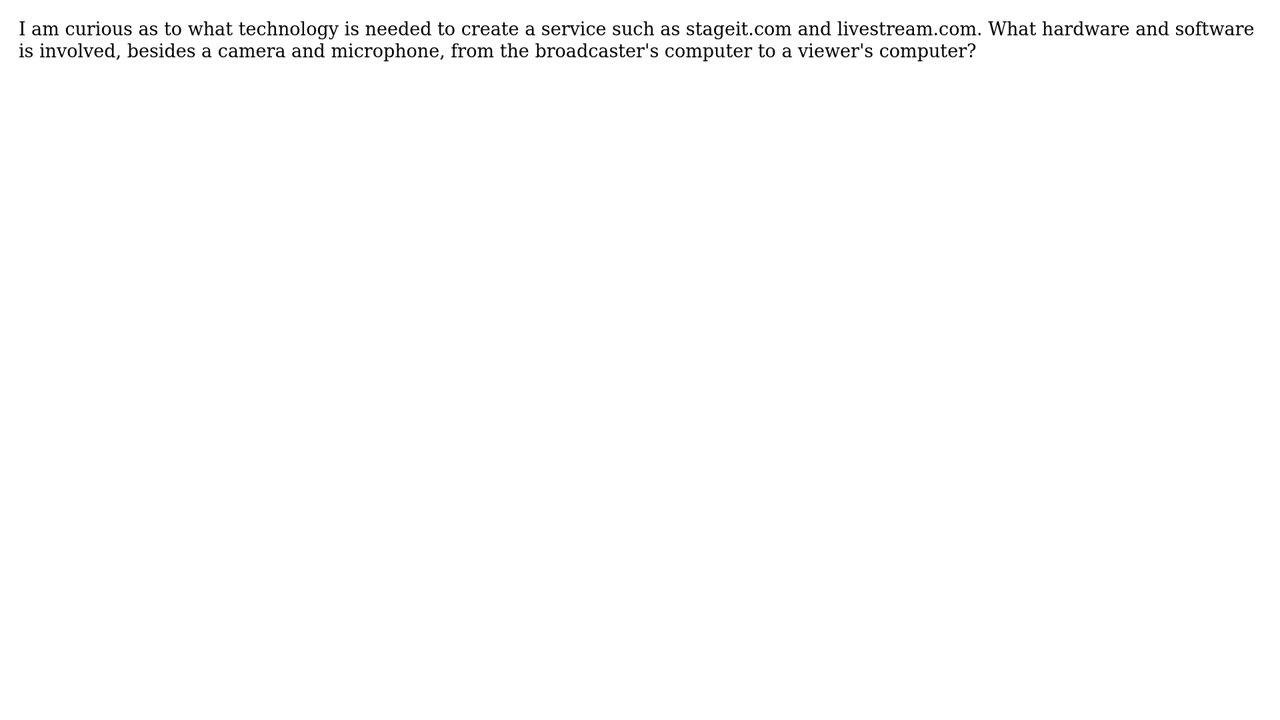 I am curious as to what technology is needed to create a service such as stageit.com and livestream.com. What hardware and software
is involved, besides a camera and microphone, from the broadcaster's computer to a viewer's computer?